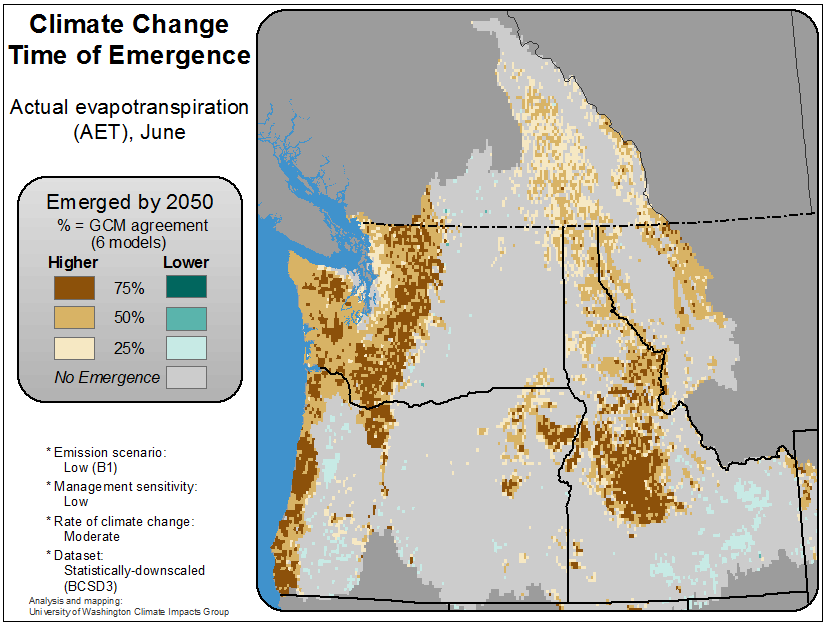 Climate Change
Time of Emergence
Actual evapotranspiration
(AET), June
Emerged by 2050
% = GCM agreement
(6 models)
Higher Lower
75%
50%
25%
No Emergence
* Emission scenario:
Low (B1)
* Management sensitivity:
Low
* Rate of climate change:
Moderate
* Dataset:
Statistically-downscaled
(BCSD3)
Analysis and mapping:
University of Washington Climate Impacts Group